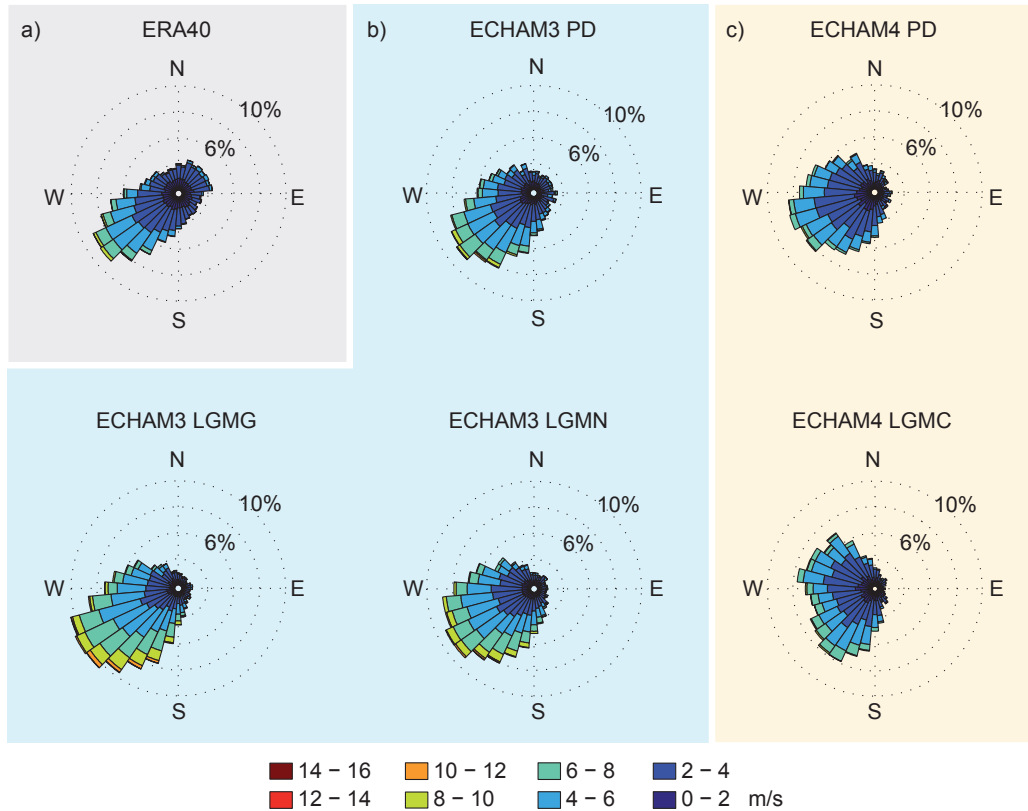 a) ERA40
N
10%
6%
W E
S
b) ECHAM3 PD
N
10%
6%
W E
S
c) ECHAM4 PD
N
10%
6%
W E
S
ECHAM3 LGMG
N
10%
6%
W E
S
ECHAM3 LGMN
N
10%
6%
W E
S
ECHAM4 LGMC
N
10%
6%
W E
S
14 – 16 10 – 12 6 – 8 2 – 4
12 – 14 8 – 10 4 – 6 0 – 2 m/s